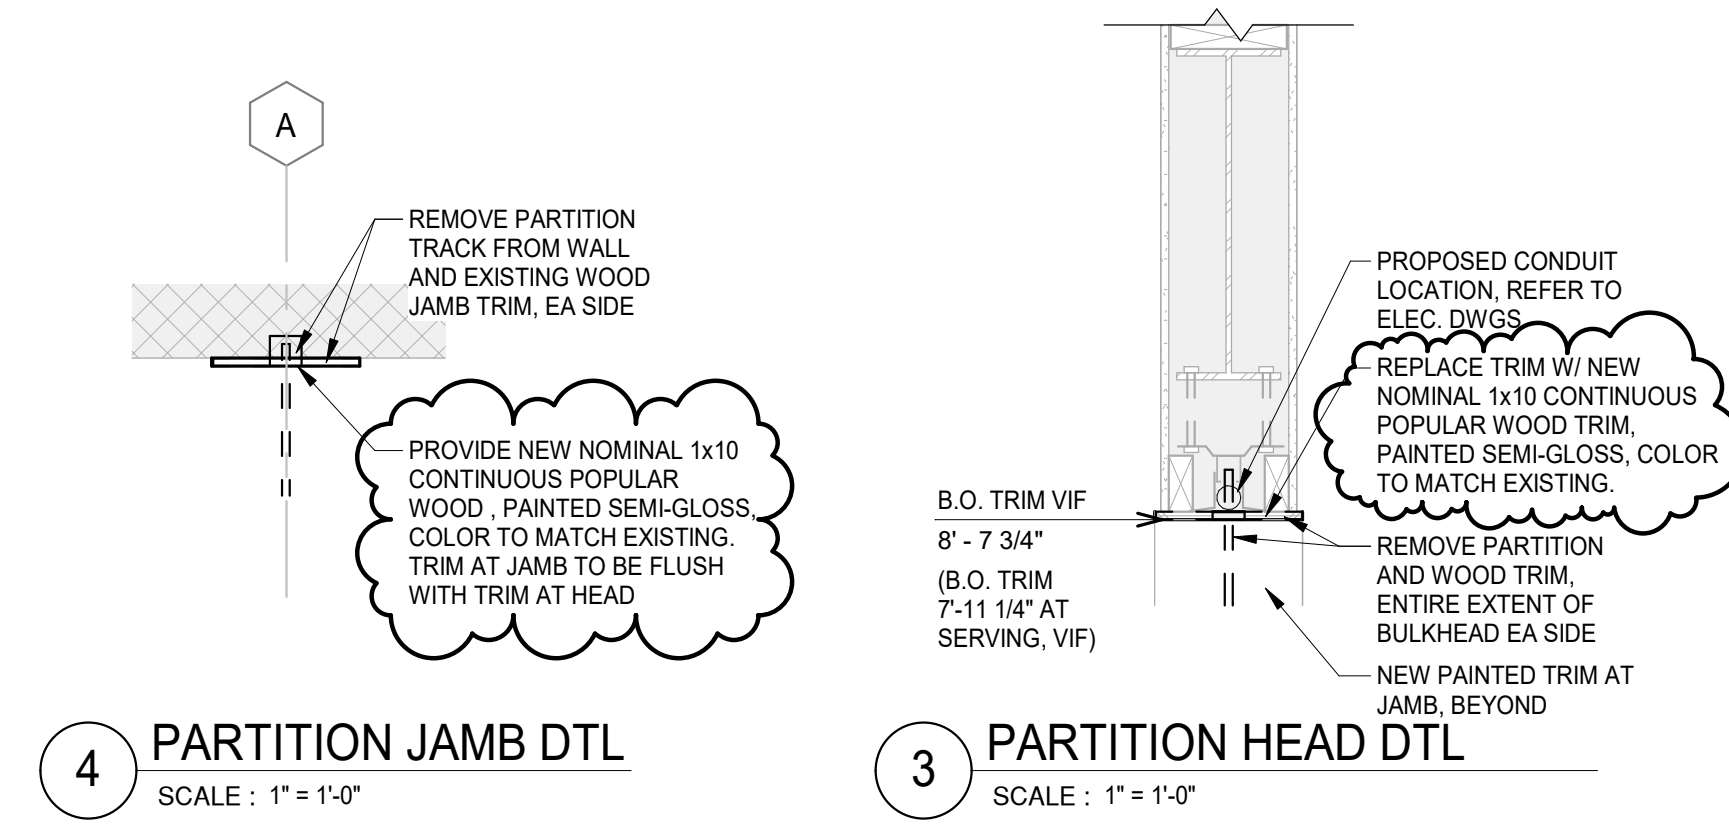 A
REMOVE PARTITION
TRACK FROM WALL
AND EXISTING WOOD
JAMB TRIM, EA SIDE
PROVIDE NEW NOMINAL 1x10
CONTINUOUS POPULAR
WOOD , PAINTED SEMI-GLOSS,
COLOR TO MATCH EXISTING.
TRIM AT JAMB TO BE FLUSH
WITH TRIM AT HEAD
4
PARTITION JAMB DTL
SCALE : 1" = 1'-0"
PROPOSED CONDUIT
LOCATION, REFER TO
ELEC. DWGS
REPLACE TRIM W/ NEW
NOMINAL 1x10 CONTINUOUS
POPULAR WOOD TRIM,
PAINTED SEMI-GLOSS, COLOR
TO MATCH EXISTING.
B.O. TRIM VIF
8' - 7 3/4"
(B.O. TRIM
7'-11 1/4" AT
SERVING, VIF)
REMOVE PARTITION
AND WOOD TRIM,
ENTIRE EXTENT OF
BULKHEAD EA SIDE
NEW PAINTED TRIM AT
JAMB, BEYOND
3
PARTITION HEAD DTL
SCALE : 1" = 1'-0"